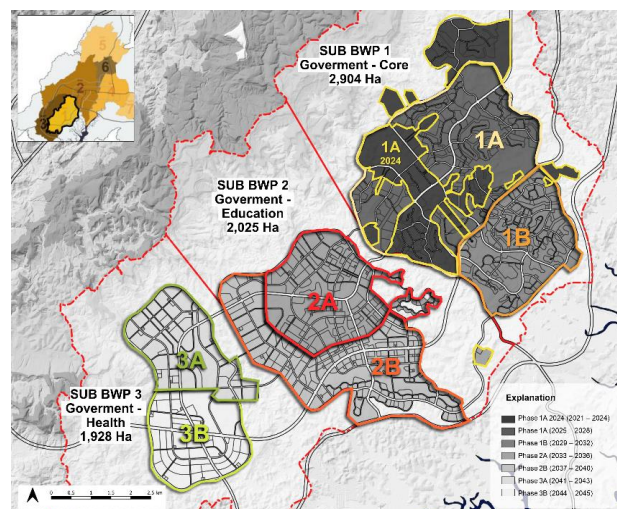 5
6
2
3
SUB BWP 1
Goverment - Core
2,904 Ha
1A
1A
2024
1B
SUB BWP 2
Goverment -
Education
2,025 Ha
2A
2B
3A
SUB BWP 3
Goverment -
Health
1,928 Ha
3B
Explanation
Phase 1A 2024 (2021 – 2024)
Phase 1A (2025 – 2028)
Phase 1B (2029 – 2032)
Phase 2A (2033 – 2036)
Phase 2B (2037 – 2040)
Phase 3A (2041 – 2043)
Phase 3B (2044 – 2045)
0 0.5 1 1.5 2 2.5 km